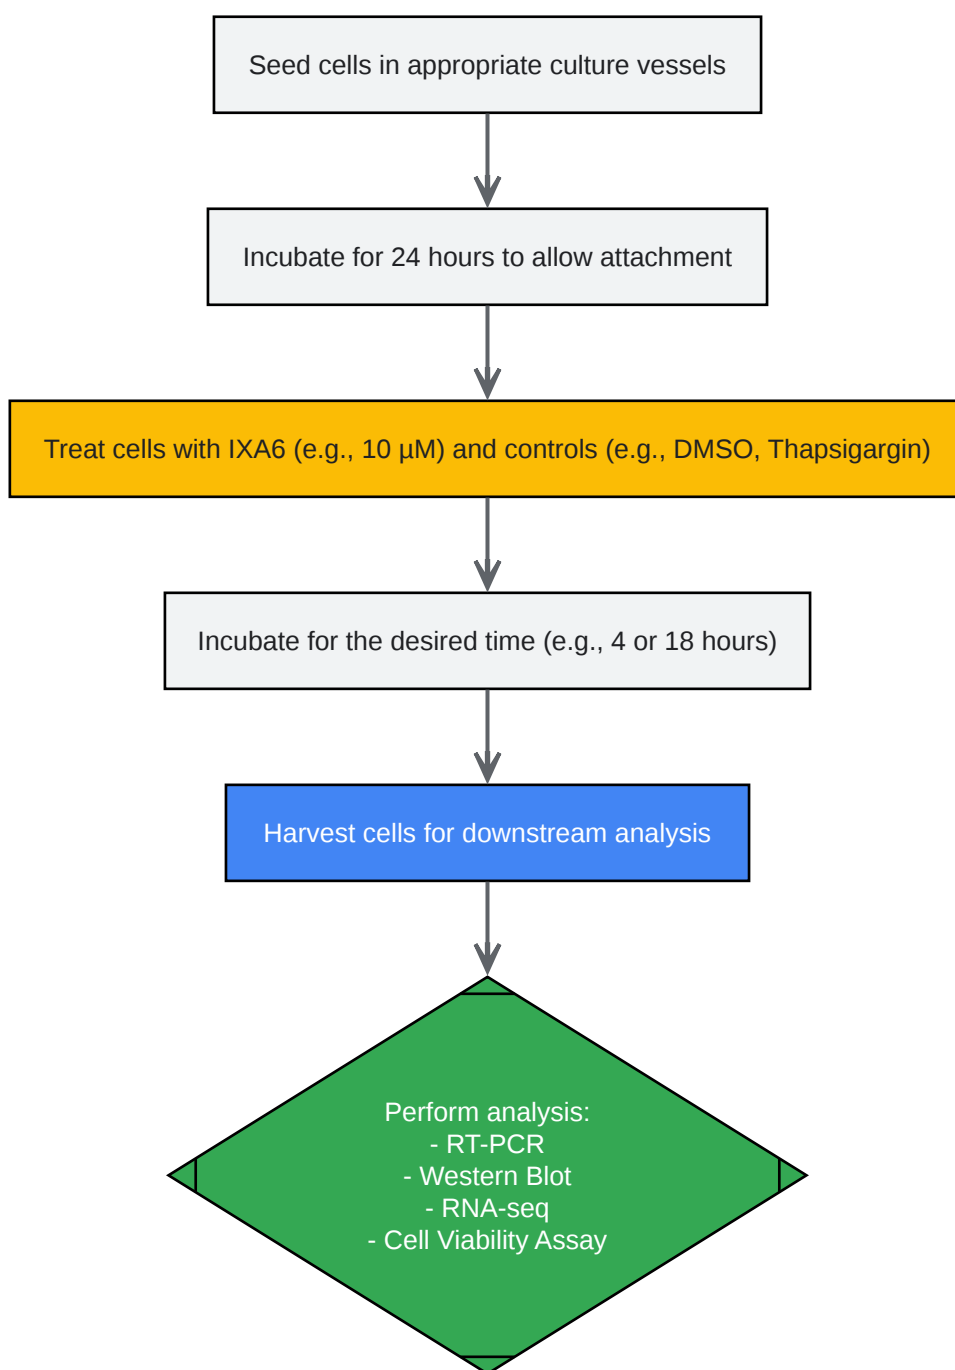 Seed cells in appropriate culture vessels
Incubate for 24 hours to allow attachment
Treat cells with IXA6 (e.g., 10 µM) and controls (e.g., DMSO, Thapsigargin)
Incubate for the desired time (e.g., 4 or 18 hours)
Harvest cells for downstream analysis
Perform analysis:
- RT-PCR
- Western Blot
- RNA-seq
- Cell Viability Assay